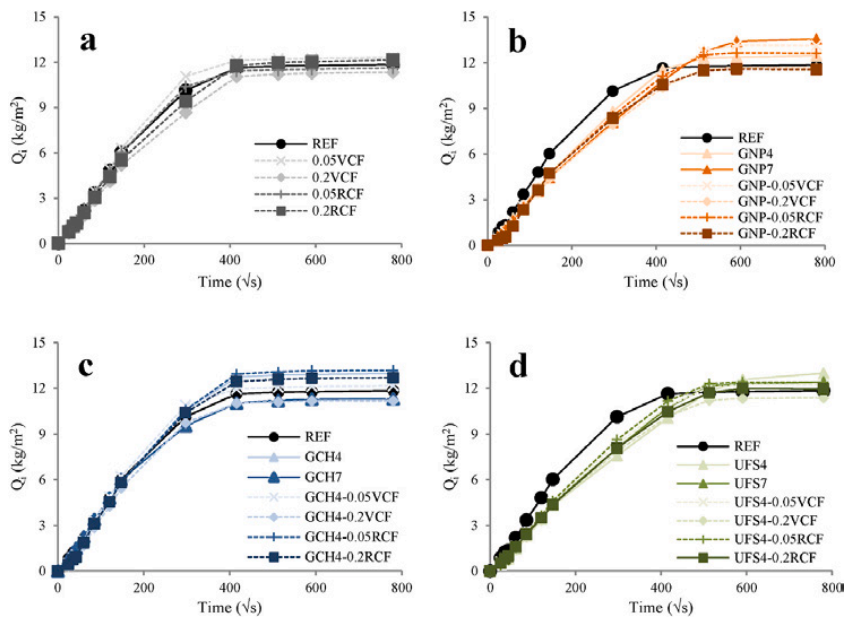 a
Qi (kg/m²)
15
12
9
6
3
0
REF
0.05VCF
0.2VCF
0.05RCF
0.2RCF
0 200 400 600 800
Time (√s)
b
Qi (kg/m²)
15
12
9
6
3
0
REF
GNP4
GNP7
GNP-0.05VCF
GNP-0.2VCF
GNP-0.05RCF
GNP-0.2RCF
0 200 400 600 800
Time (√s)
c
Qi (kg/m²)
15
12
9
6
3
0
REF
GCH4
GCH7
GCH4-0.05VCF
GCH4-0.2VCF
GCH4-0.05RCF
GCH4-0.2RCF
0 200 400 600 800
Time (√s)
d
Qi (kg/m²)
15
12
9
6
3
0
REF
UFS4
UFS7
UFS4-0.05VCF
UFS4-0.2VCF
UFS4-0.05RCF
UFS4-0.2RCF
0 200 400 600 800
Time (√s)